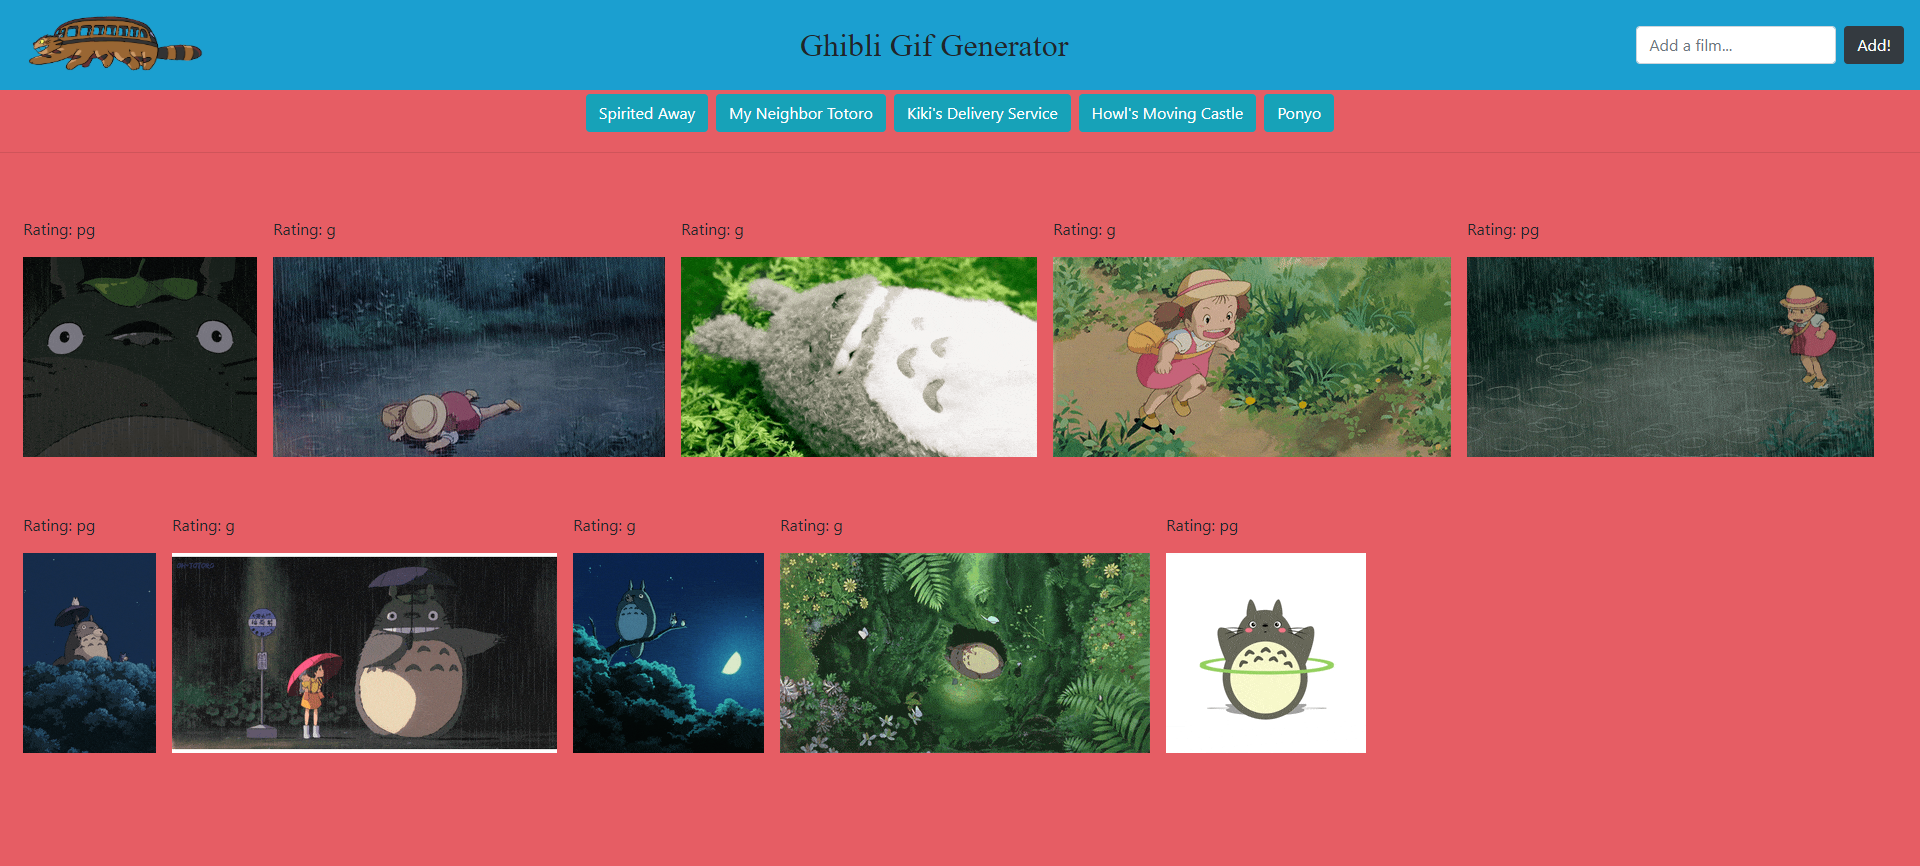 Ghibli Gif Generator
Add a film...
Add!
Spirited Away
My Neighbor Totoro
Kiki's Delivery Service
Howl's Moving Castle
Ponyo
Rating: pg
Rating: g
Rating: g
Rating: g
Rating: pg
Rating: pg
Rating: g
Rating: g
Rating: g
Rating: pg